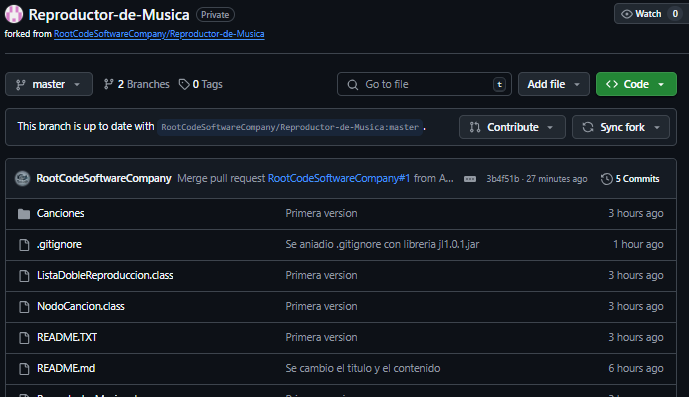 Reproductor-de-Musica Private Watch 0
forked from RootCodeSoftwareCompany/Reproductor-de-Musica
master 2 Branches 0 Tags Go to file t Add file Code
This branch is up to date with RootCodeSoftwareCompany/Reproductor-de-Musica:master . Contribute Sync fork
RootCodeSoftwareCompany Merge pull request RootCodeSoftwareCompany#1 from A... 3b4f51b · 27 minutes ago 5 Commits
Canciones Primera version 3 hours ago
.gitignore Se aniadio .gitignore con libreria jl1.0.1.jar 1 hour ago
ListaDobleReproduccion.class Primera version 3 hours ago
NodoCancion.class Primera version 3 hours ago
README.TXT Primera version 3 hours ago
README.md Se cambio el titulo y el contenido 6 hours ago